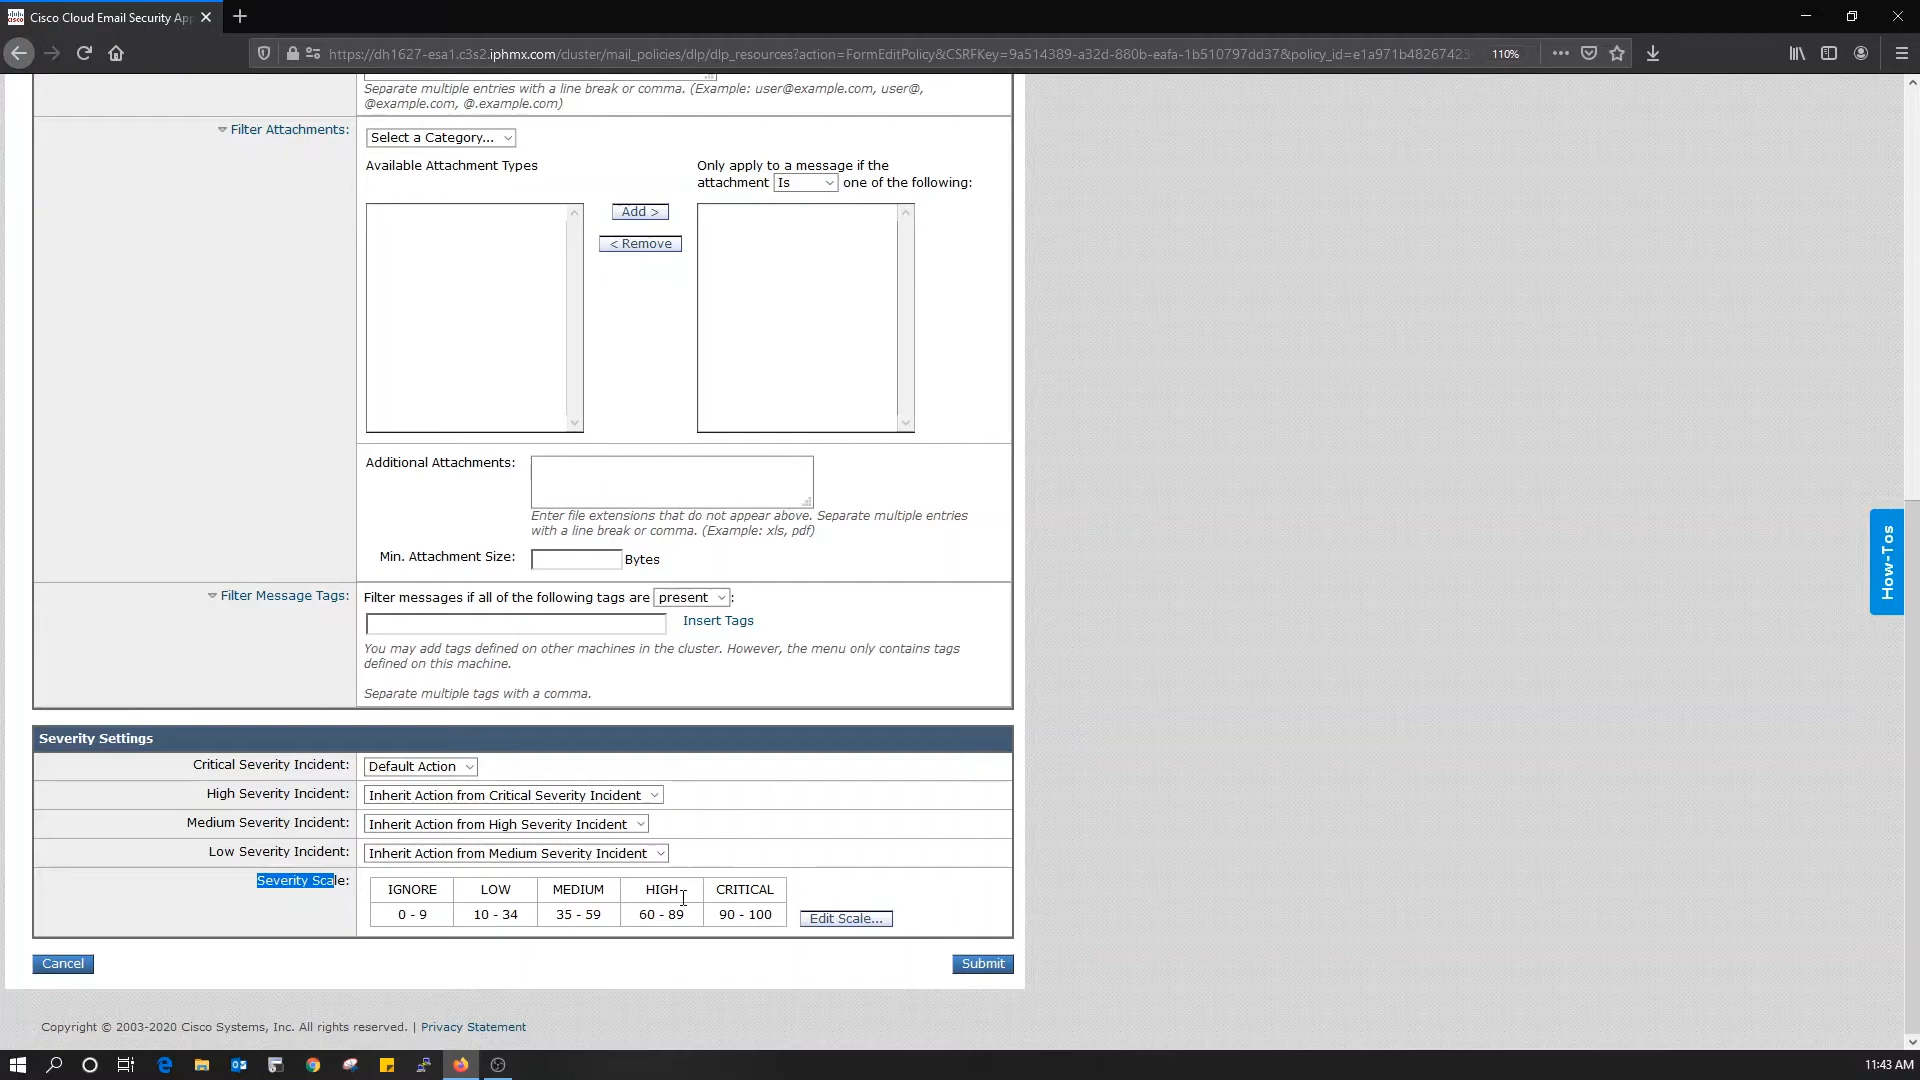 Cisco Cloud Email Security App
https://dh1627-esa1.c3s2.iphmx.com/cluster/mail_policies/dlp/dlp_resources?action=FormEditPolicy&CSRFKey=9a514389-a32d-880b-eafa-1b510797dd37&policy_id=e1a971b48267423
110%
Separate multiple entries with a line break or comma. (Example: user@example.com, user@,
@example.com, @.example.com)
Filter Attachments:
Select a Category...
Available Attachment Types
Only apply to a message if the
attachment Is one of the following:
Add >
< Remove
Additional Attachments:
Enter file extensions that do not appear above. Separate multiple entries
with a line break or comma. (Example: xls, pdf)
Min. Attachment Size: Bytes
Filter Message Tags: Filter messages if all of the following tags are present :
Insert Tags
You may add tags defined on other machines in the cluster. However, the menu only contains tags
defined on this machine.
Separate multiple tags with a comma.
How-Tos
Severity Settings
Critical Severity Incident: Default Action
High Severity Incident: Inherit Action from Critical Severity Incident
Medium Severity Incident: Inherit Action from High Severity Incident
Low Severity Incident: Inherit Action from Medium Severity Incident
Severity Scale: IGNORE LOW MEDIUM HIGH CRITICAL
0 - 9 10 - 34 35 - 59 60 - 89 90 - 100 Edit Scale...
Cancel Submit
Copyright © 2003-2020 Cisco Systems, Inc. All rights reserved. | Privacy Statement
11:43 AM